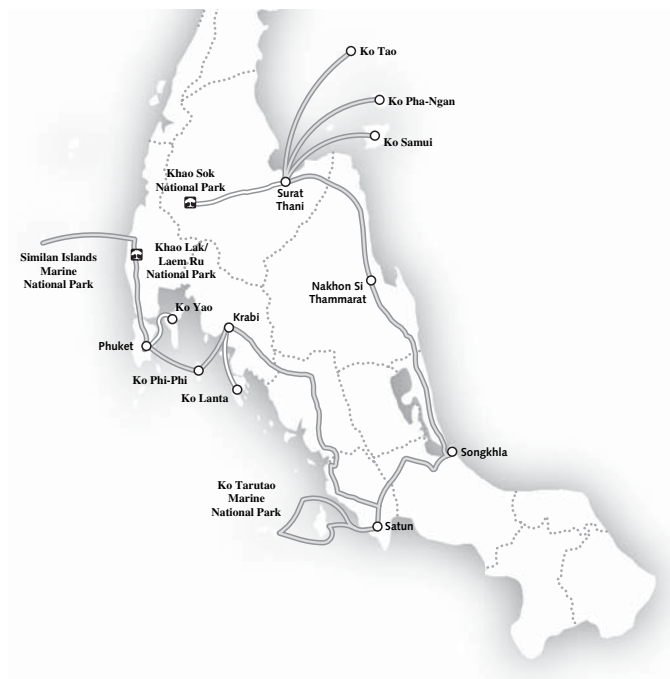 Ko Tao
Ko Pha-Ngan
Ko Samui
Khao Sok
National Park
Surat
Thani
Similan Islands
Marine
National Park
Khao Lak/
Laem Ru
National Park
Nakhon Si
Thammarat
Ko Yao
Krabi
Phuket
Ko Phi-Phi
Ko Lanta
Songkhla
Ko Tarutao
Marine
National Park
Satun